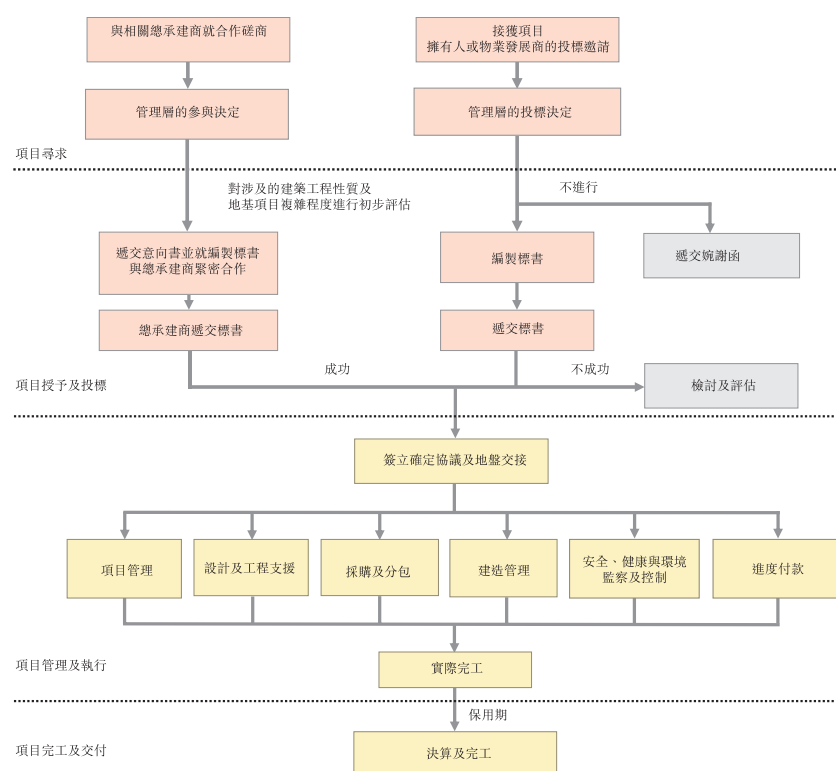 與相關總承建商就合作磋商
接獲項目
擁有人或物業發展商的投標邀請
管理層的參與決定
管理層的投標決定
項目尋求
對涉及的建築工程性質及
地基項目複雜程度進行初步評估
不進行
遞交意向書並就編製標書
與總承建商緊密合作
編製標書
遞交婉謝函
總承建商遞交標書
遞交標書
成功
不成功
項目授予及投標
檢討及評估
簽立確定協議及地盤交接
項目管理
設計及工程支援
採購及分包
建造管理
安全、健康與環境
監察及控制
進度付款
項目管理及執行
實際完工
保用期
項目完工及交付
決算及完工